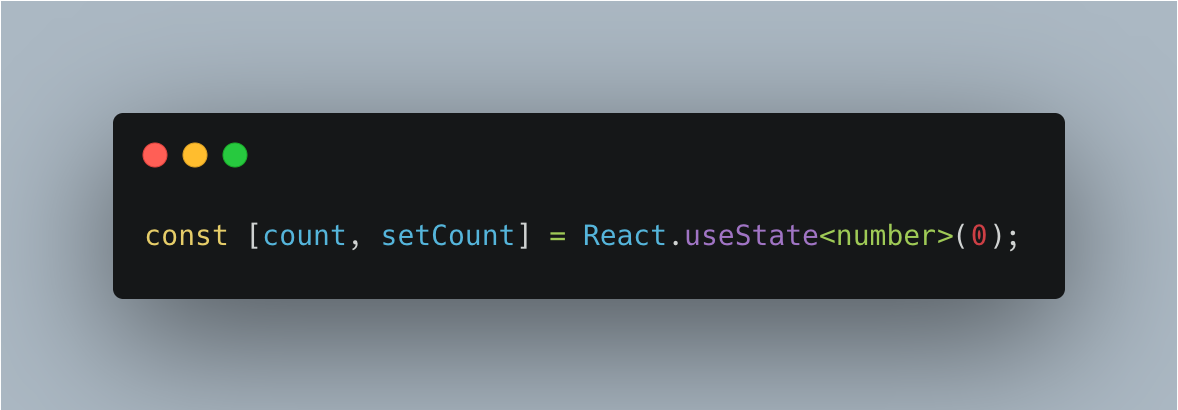 const [count, setCount] = React.useState<number>(0);